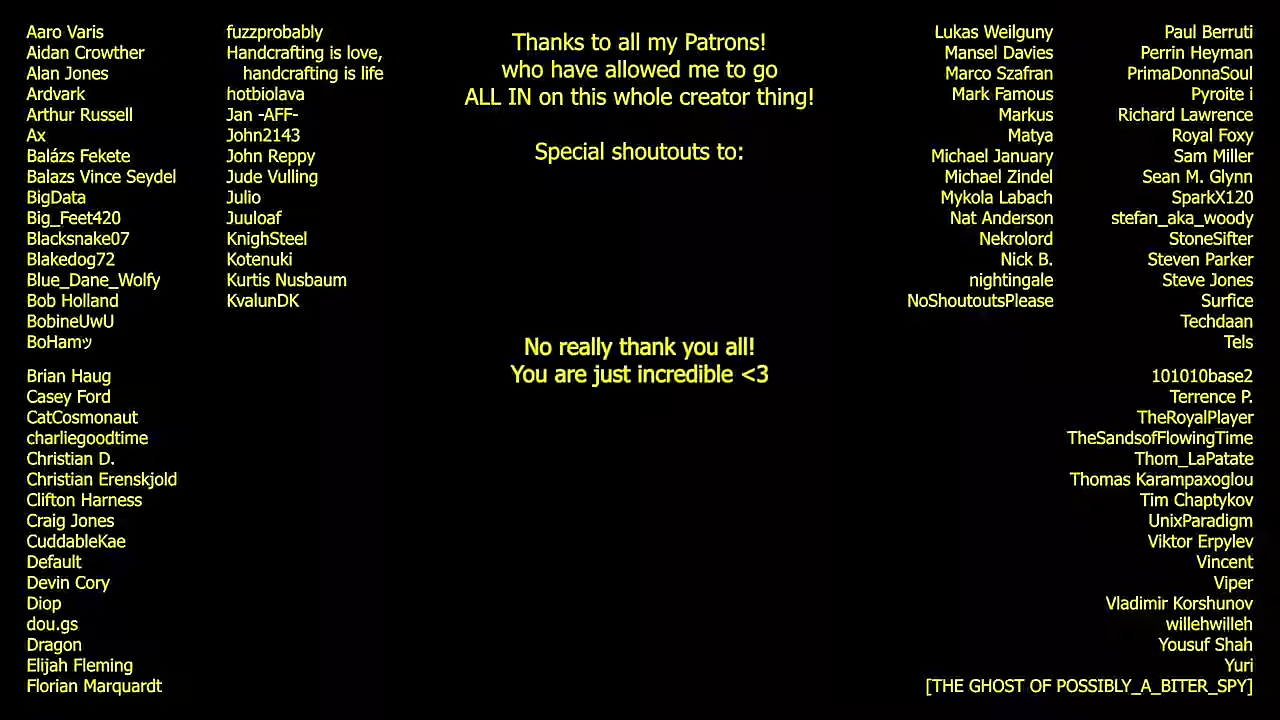 Aaro Varis
Aidan Crowther
Alan Jones
Ardvark
Arthur Russell
Ax
Balázs Fekete
Balazs Vince Seydel
BigData
Big_Feet420
Blacksnake07
Blakedog72
Blue_Dane_Wolfy
Bob Holland
BobineUwU
BoHamッ
Brian Haug
Casey Ford
CatCosmonaut
charliegoodtime
Christian D.
Christian Erenskjold
Clifton Harness
Craig Jones
CuddableKae
Default
Devin Cory
Diop
dou.gs
Dragon
Elijah Fleming
Florian Marquardt
fuzzprobably
Handcrafting is love,
handcrafting is life
hotbiolava
Jan -AFF-
John2143
John Reppy
Jude Vulling
Julio
Juuloaf
KnighSteel
Kotenuki
Kurtis Nusbaum
KvalunDK
Thanks to all my Patrons!
who have allowed me to go
ALL IN on this whole creator thing!
Special shoutouts to:
No really thank you all!
You are just incredible <3
Lukas Weilguny
Mansel Davies
Marco Szafran
Mark Famous
Markus
Matya
Michael January
Michael Zindel
Mykola Labach
Nat Anderson
Nekrolord
Nick B.
nightingale
NoShoutoutsPlease
Paul Berruti
Perrin Heyman
PrimaDonnaSoul
Pyroite i
Richard Lawrence
Royal Foxy
Sam Miller
Sean M. Glynn
SparkX120
stefan_aka_woody
StoneSifter
Steven Parker
Steve Jones
Surfice
Techdaan
Tels
101010base2
Terrence P.
TheRoyalPlayer
TheSandsofFlowingTime
Thom_LaPatate
Thomas Karampaxoglou
Tim Chaptykov
UnixParadigm
Viktor Erpylev
Vincent
Viper
Vladimir Korshunov
willehwilleh
Yousuf Shah
Yuri
[THE GHOST OF POSSIBLY_A_BITER_SPY]